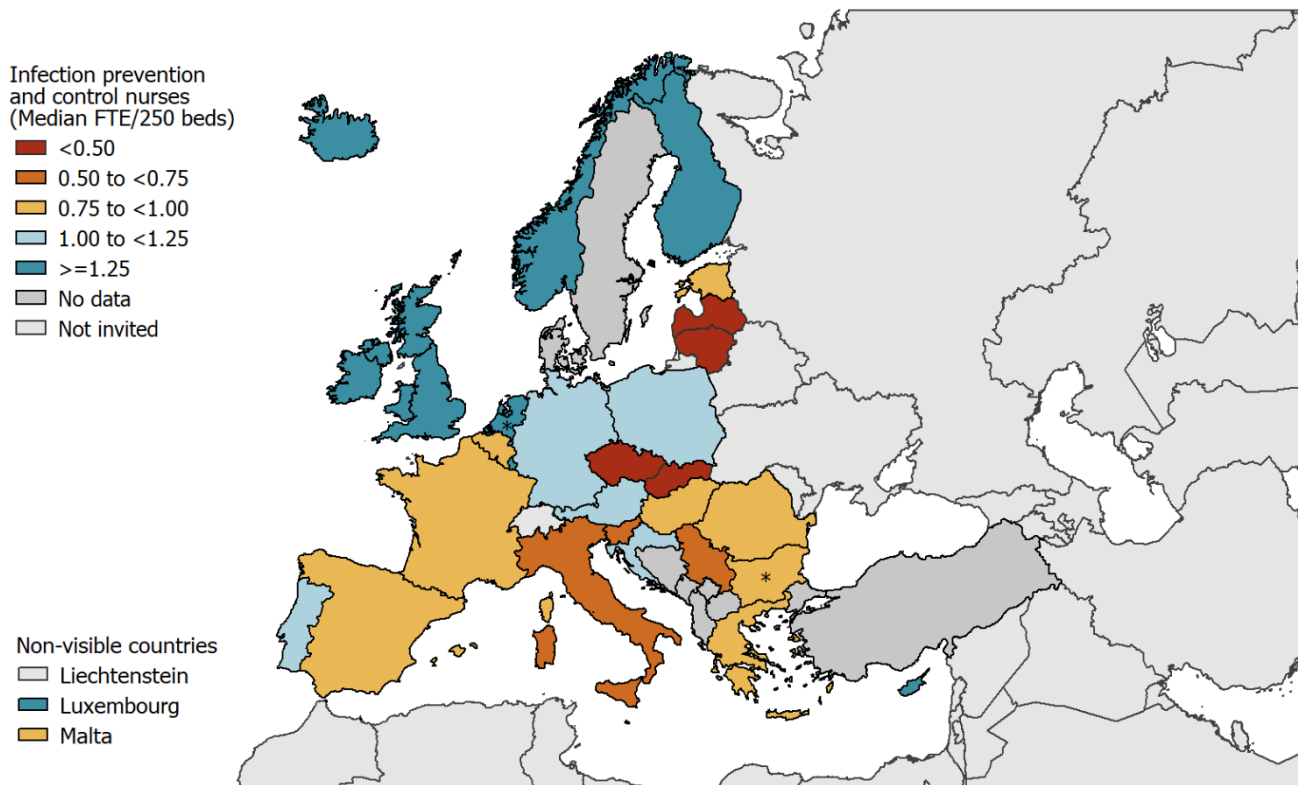 Infection prevention
and control nurses
(Median FTE/250 beds)
<0.50
0.50 to <0.75
0.75 to <1.00
1.00 to <1.25
>=1.25
No data
Not invited
*
*
Non-visible countries
Liechtenstein
Luxembourg
Malta